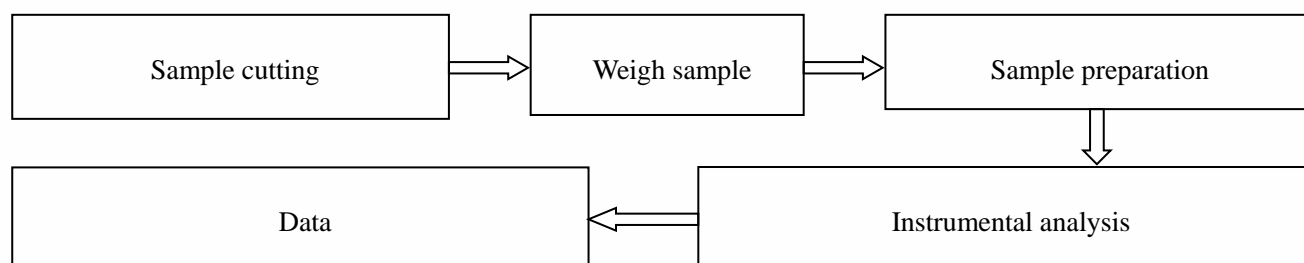 Sample cutting
Weigh sample
Sample preparation
Instrumental analysis
Data